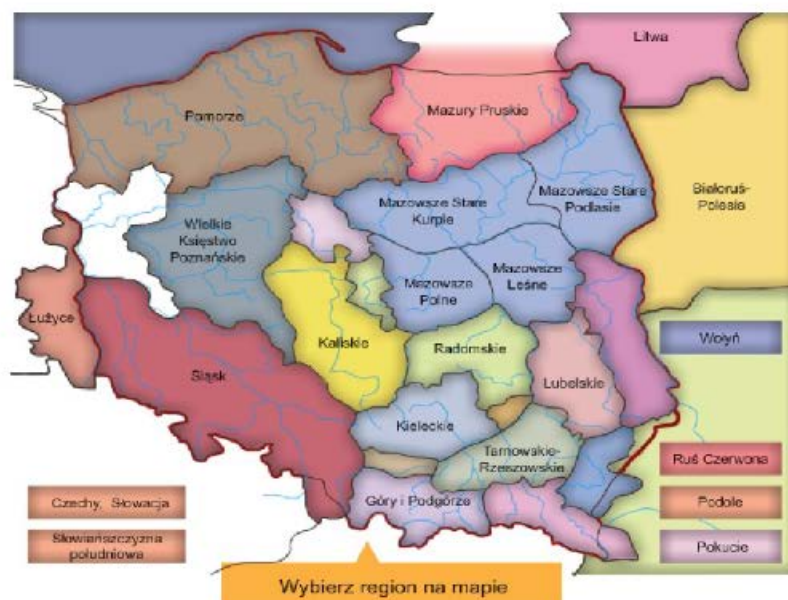 Litwa
Pomorze
Mazury Pruskie
Białoruś-
Polesie
Mazowsze Stare
Podlasie
Mazowsze Stare
Kurpie
Wielkie
Księstwo
Poznańskie
Mazowsze
Leśne
Mazowsze
Polne
Łużyce
Kaliskie
Radomskie
Wołyń
Śląsk
Lubelskie
Kieleckie
Tarnowskie-
Rzeszowskie
Ruś Czerwona
Czechy, Słowacja
Góry i Podgórze
Podole
Słowiańszczyzna
południowa
Pokucie
Wybierz region na mapie